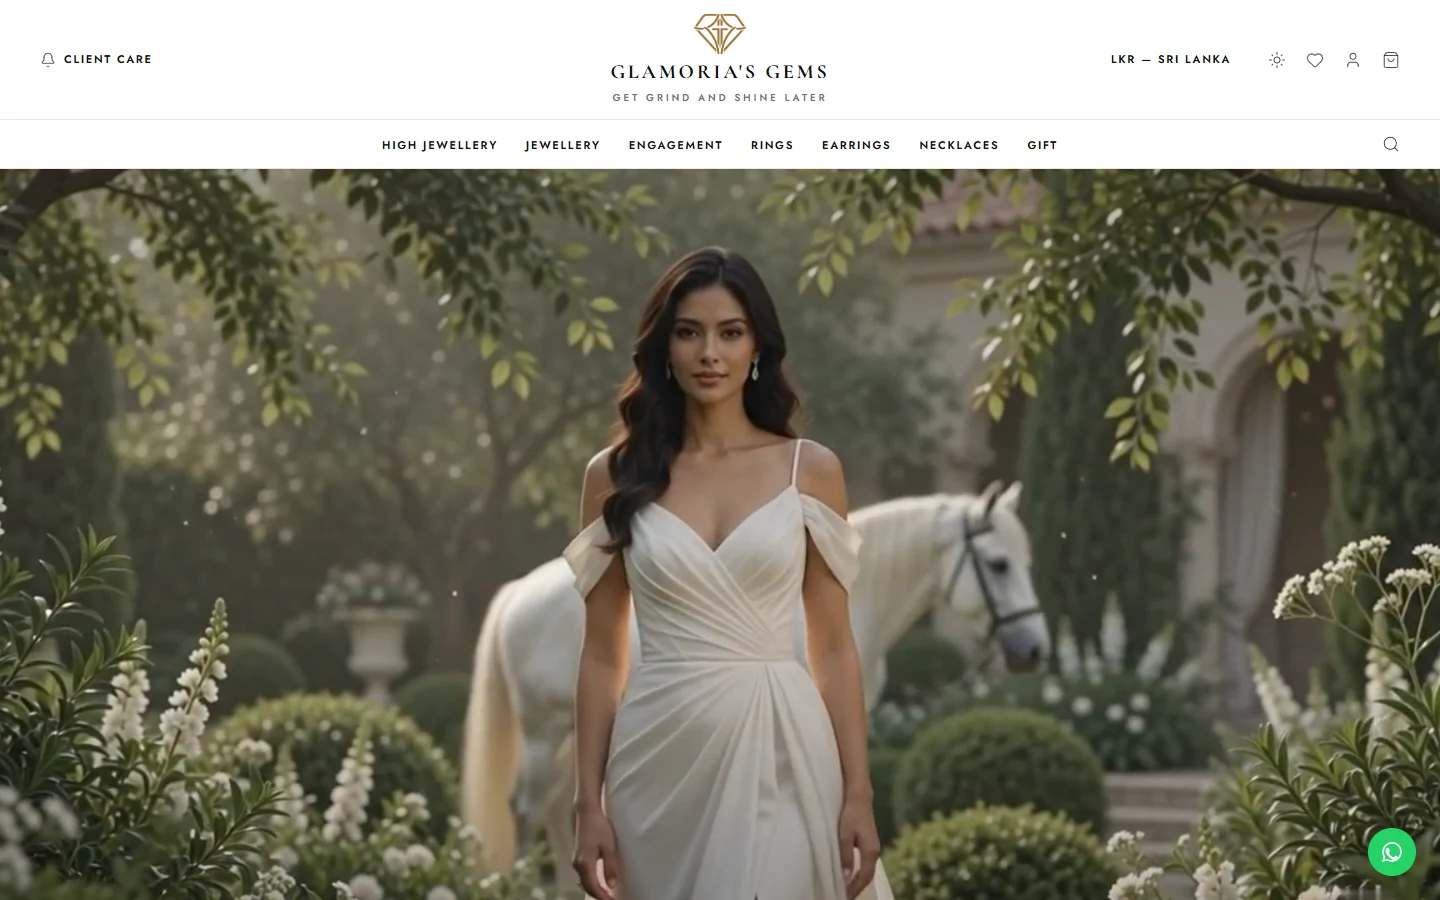 CLIENT CARE
GLAMORIA'S GEMS
GET GRIND AND SHINE LATER
LKR — SRI LANKA
HIGH JEWELLERY
JEWELLERY
ENGAGEMENT
RINGS
EARRINGS
NECKLACES
GIFT